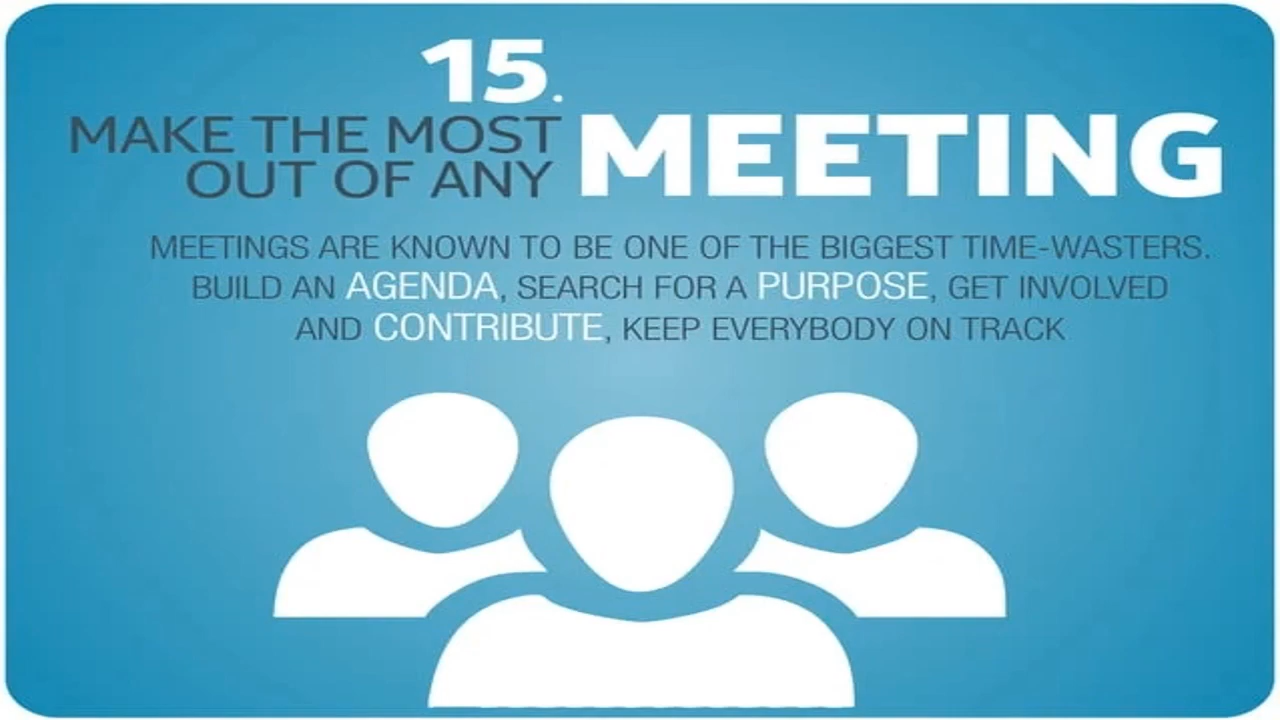 15.
MAKE THE MOST
OUT OF ANY MEETING
MEETINGS ARE KNOWN TO BE ONE OF THE BIGGEST TIME-WASTERS.
BUILD AN AGENDA, SEARCH FOR A PURPOSE, GET INVOLVED
AND CONTRIBUTE, KEEP EVERYBODY ON TRACK